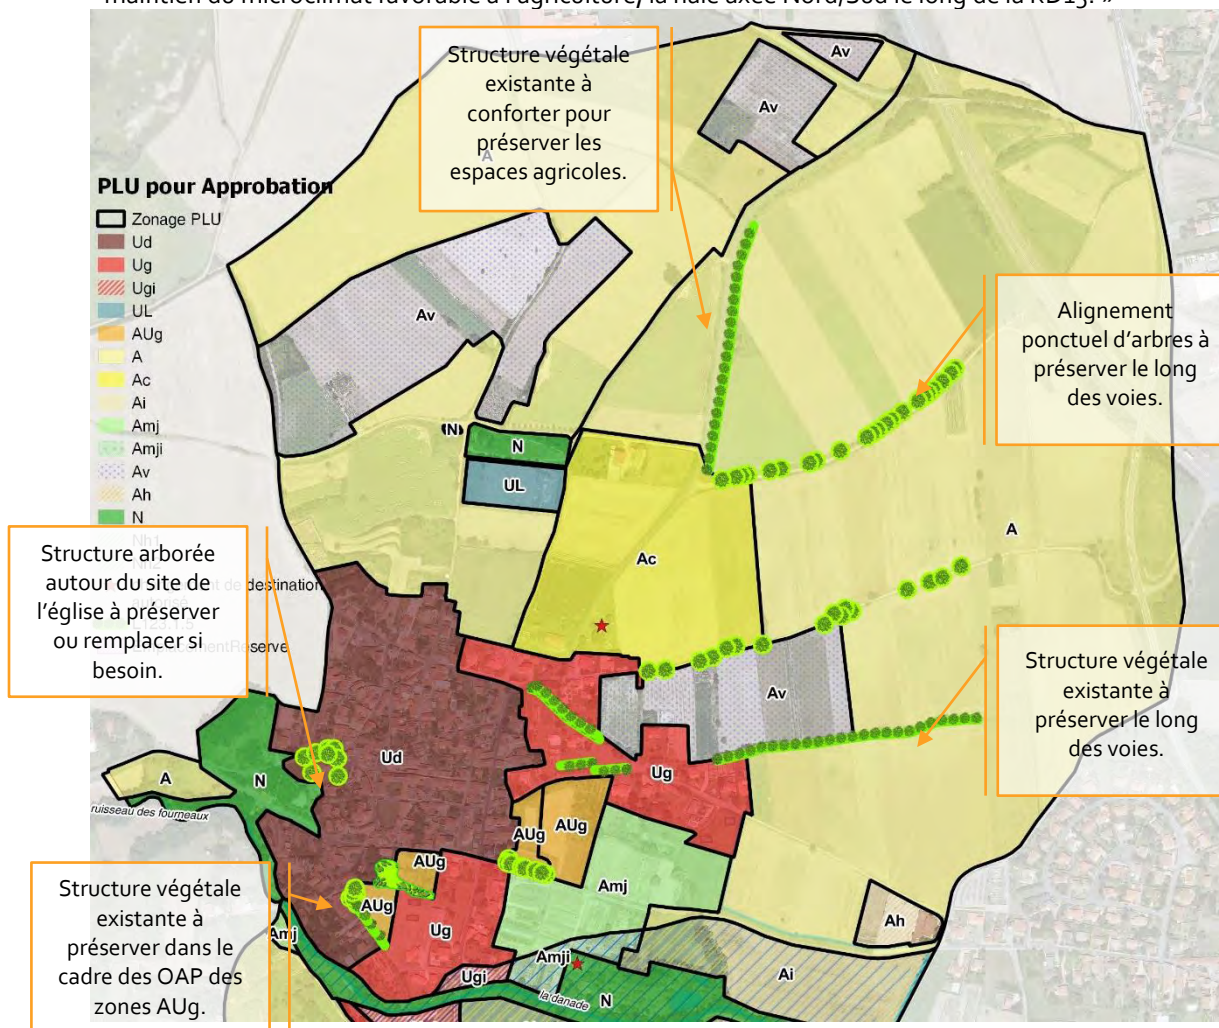 maintien du microclimat favorable à l'agriculture, la haie axée Nord/Sud le long de la RD15. »
Structure végétale
existante à
conforter pour
préserver les
espaces agricoles.
A
Av
Av
PLU pour Approbation
Zonage PLU
Ud
Ug
Ugi
UL
AUg
A
Ac
Ai
Amj
Amji
Av
Ah
N
Nh1
Nh2
Av
Alignement
ponctuel d'arbres à
préserver le long
des voies.
N
N
UL
Ac
A
Structure arborée
autour du site de
l'église à préserver
ou remplacer si
besoin.
de destination
Réserve
Structure végétale
existante à
préserver le long
des voies.
Av
Ud
Ug
A
N
ruisseau des fourneaux
AUg
AUg
AUg
AUg
Amj
Ah
Structure végétale
existante à
préserver dans le
cadre des OAP des
zones AUg.
Amj
Ug
Ugi
Amji
Ai
la danade
N